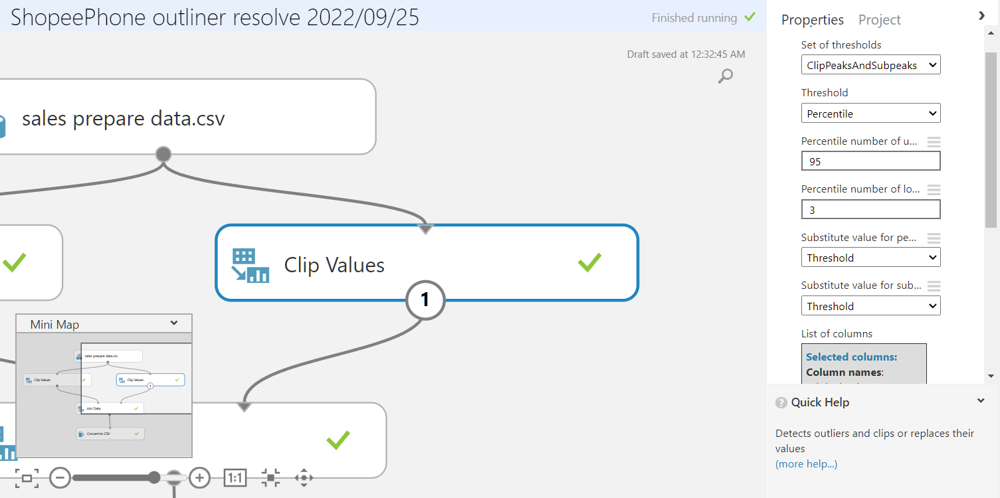 ShopeePhone outliner resolve 2022/09/25
Finished running
Draft saved at 12:32:45 AM
sales prepare data.csv
Clip Values
1
Mini Map
sales prepare data.csv
Clip Values
Clip Values
1
Join Data
Convert to CSV
1:1
Properties Project
Set of thresholds
ClipPeaksAndSubpeaks
Threshold
Percentile
Percentile number of u...
95
Percentile number of lo...
3
Substitute value for pe...
Threshold
Substitute value for sub...
Threshold
List of columns
Selected columns:
Column names:
? Quick Help
Detects outliers and clips or replaces their
values
(more help...)